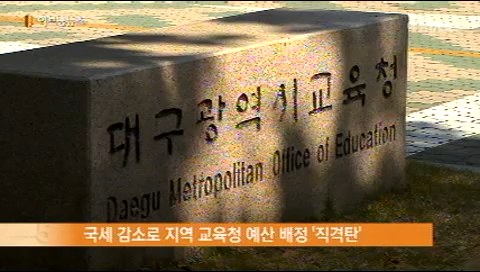 대구광역시교육청
Daegu Metropolitan Office of Education
국세 감소로 지역 교육청 예산 배정 '직격탄'